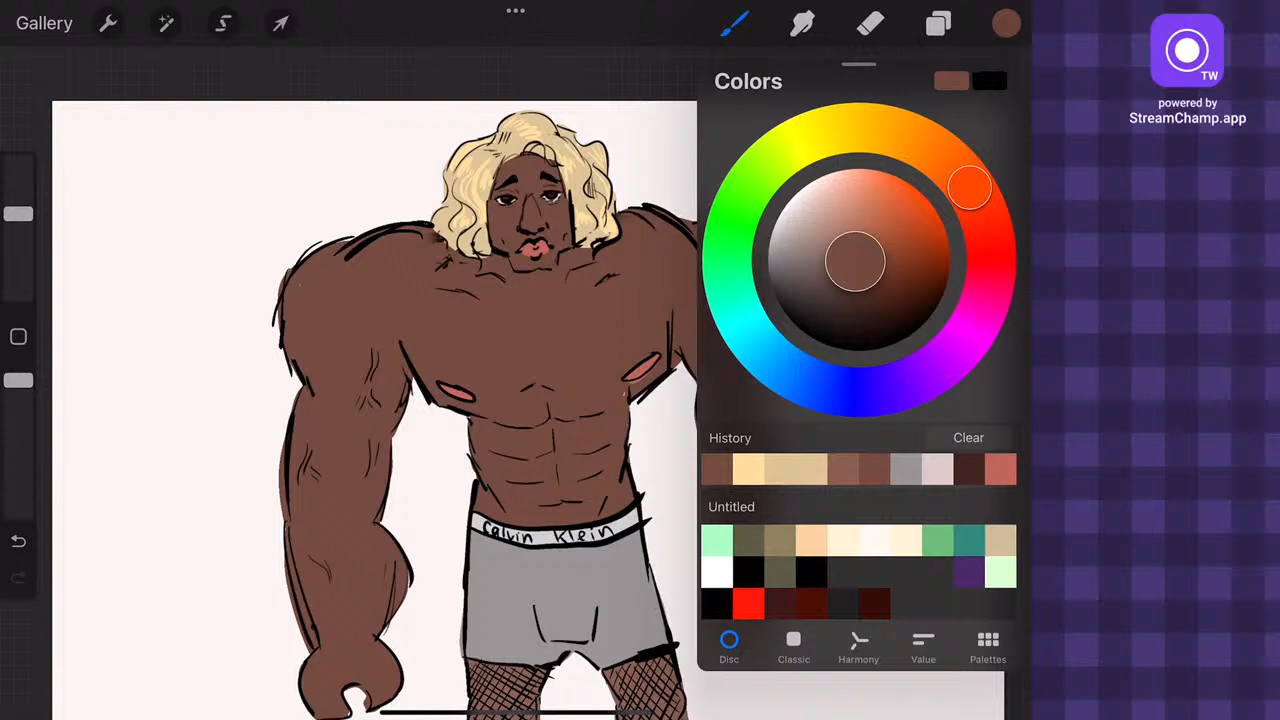 Gallery
Colors
TW
powered by
StreamChamp.app
History
Clear
Untitled
calvin klein
Disc
Classic
Harmony
Value
Palettes